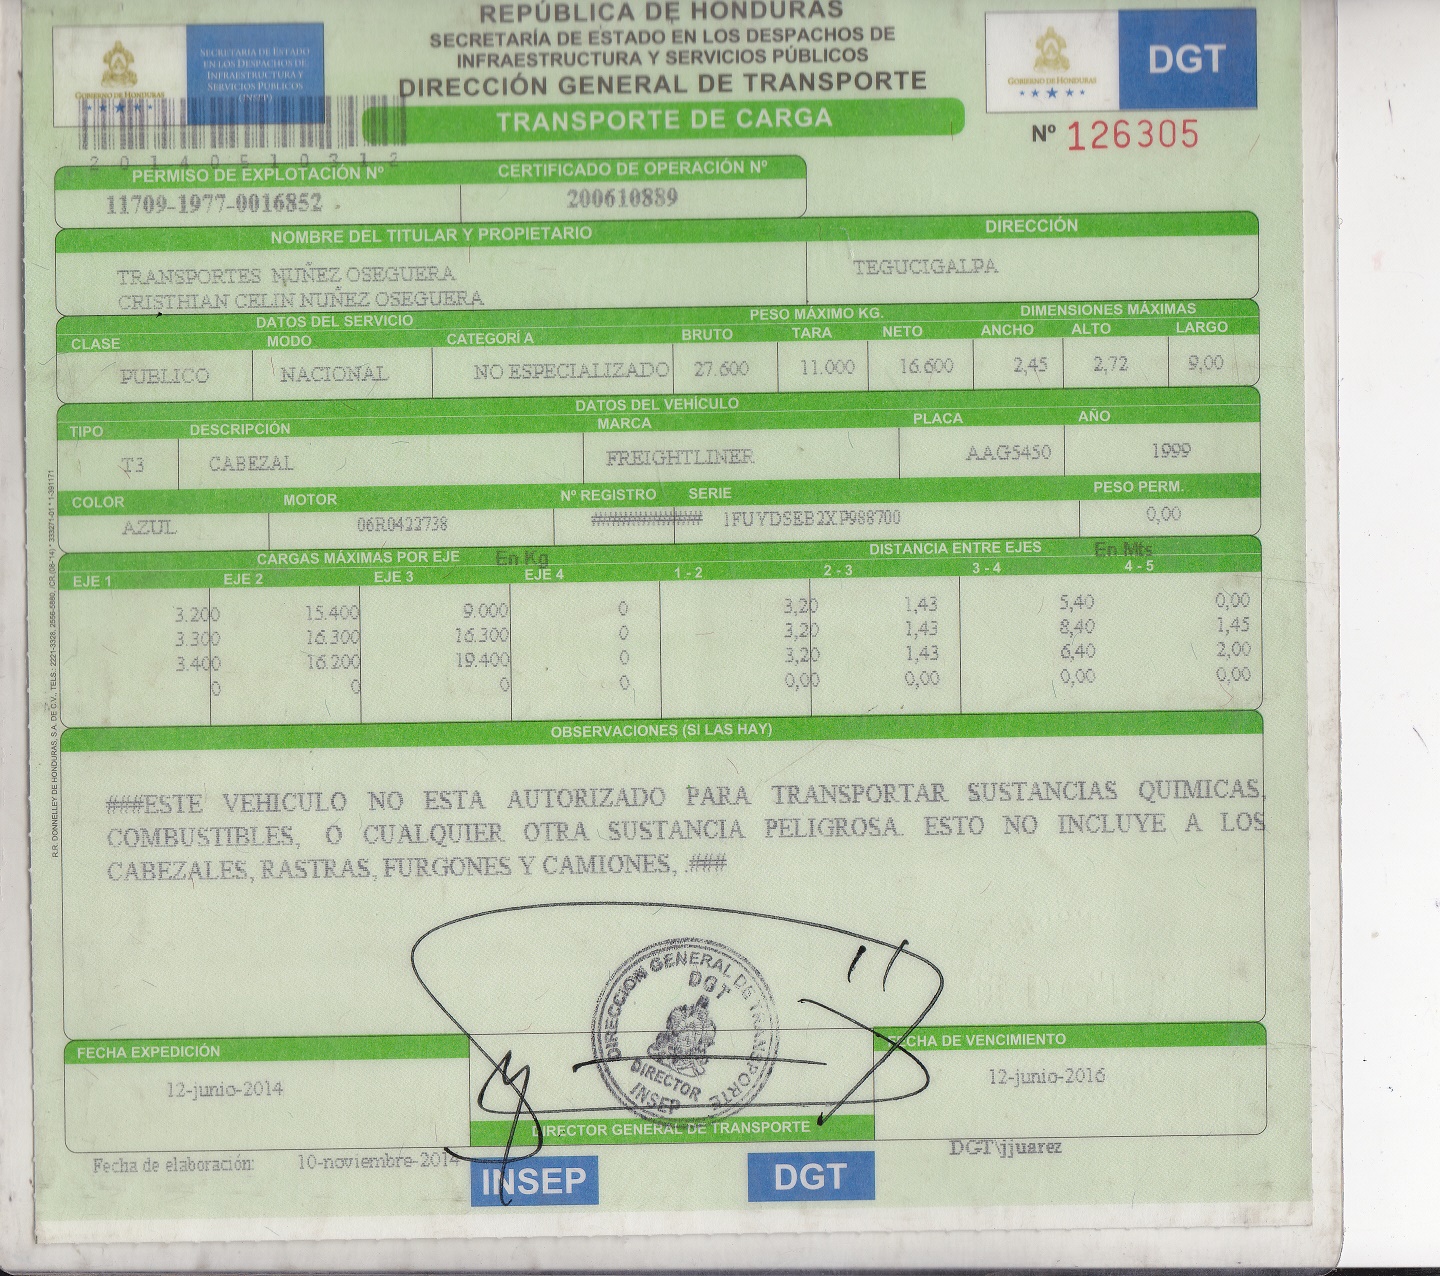 REPÚBLICA DE HONDURAS
SECRETARÍA DE ESTADO EN LOS DESPACHOS DE
INFRAESTRUCTURA Y SERVICIOS PÚBLICOS
DIRECCIÓN GENERAL DE TRANSPORTE
TRANSPORTE DE CARGA
GOBIERNO DE HONDURAS
SECRETARÍA DE ESTADO
EN LOS DESPACHOS DE
INFRAESTRUCTURA Y
SERVICIOS PÚBLICOS
(INSEP)
GOBIERNO DE HONDURAS
DGT
Nº 126305
20140510312
PERMISO DE EXPLOTACIÓN Nº CERTIFICADO DE OPERACIÓN Nº
11709-1977-0016852 200610889
NOMBRE DEL TITULAR Y PROPIETARIO DIRECCIÓN
TRANSPORTES NUÑEZ OSEGUERA TEGUCIGALPA
CRISTHIAN CELIN NUÑEZ OSEGUERA
DATOS DEL SERVICIO PESO MÁXIMO KG. DIMENSIONES MÁXIMAS
CLASE MODO CATEGORÍA BRUTO TARA NETO ANCHO ALTO LARGO
PUBLICO NACIONAL NO ESPECIALIZADO 27.600 11.000 16.600 2,45 2,72 9,00
DATOS DEL VEHÍCULO
TIPO DESCRIPCIÓN MARCA PLACA AÑO
T3 CABEZAL FREIGHTLINER AAG5450 1999
COLOR MOTOR Nº REGISTRO SERIE PESO PERM.
AZUL 06R0423738 ############### 1FUYDSEB2XP988700 0,00
CARGAS MÁXIMAS POR EJE En Kg DISTANCIA ENTRE EJES En Mts
EJE 1 EJE 2 EJE 3 EJE 4 1 - 2 2 - 3 3 - 4 4 - 5
3.200 15.400 9.000 0 3,20 1,43 5,40 0,00
3.300 16.300 16.300 0 3,20 1,43 8,40 1,45
3.400 16.200 19.400 0 3,20 1,43 6,40 2,00
0 0 0 0 0,00 0,00 0,00 0,00
OBSERVACIONES (SI LAS HAY)
###ESTE VEHICULO NO ESTA AUTORIZADO PARA TRANSPORTAR SUSTANCIAS QUIMICAS,
COMBUSTIBLES, O CUALQUIER OTRA SUSTANCIA PELIGROSA. ESTO NO INCLUYE A LOS
CABEZALES, RASTRAS, FURGONES Y CAMIONES, .###
DIRECCION GENERAL DE TRANSPORTE
DGT
DIRECTOR
INSEP
FECHA EXPEDICIÓN FECHA DE VENCIMIENTO
12-junio-2014 12-junio-2016
DIRECTOR GENERAL DE TRANSPORTE
Fecha de elaboración: 10-noviembre-2014 DGT\jjuarez
INSEP DGT